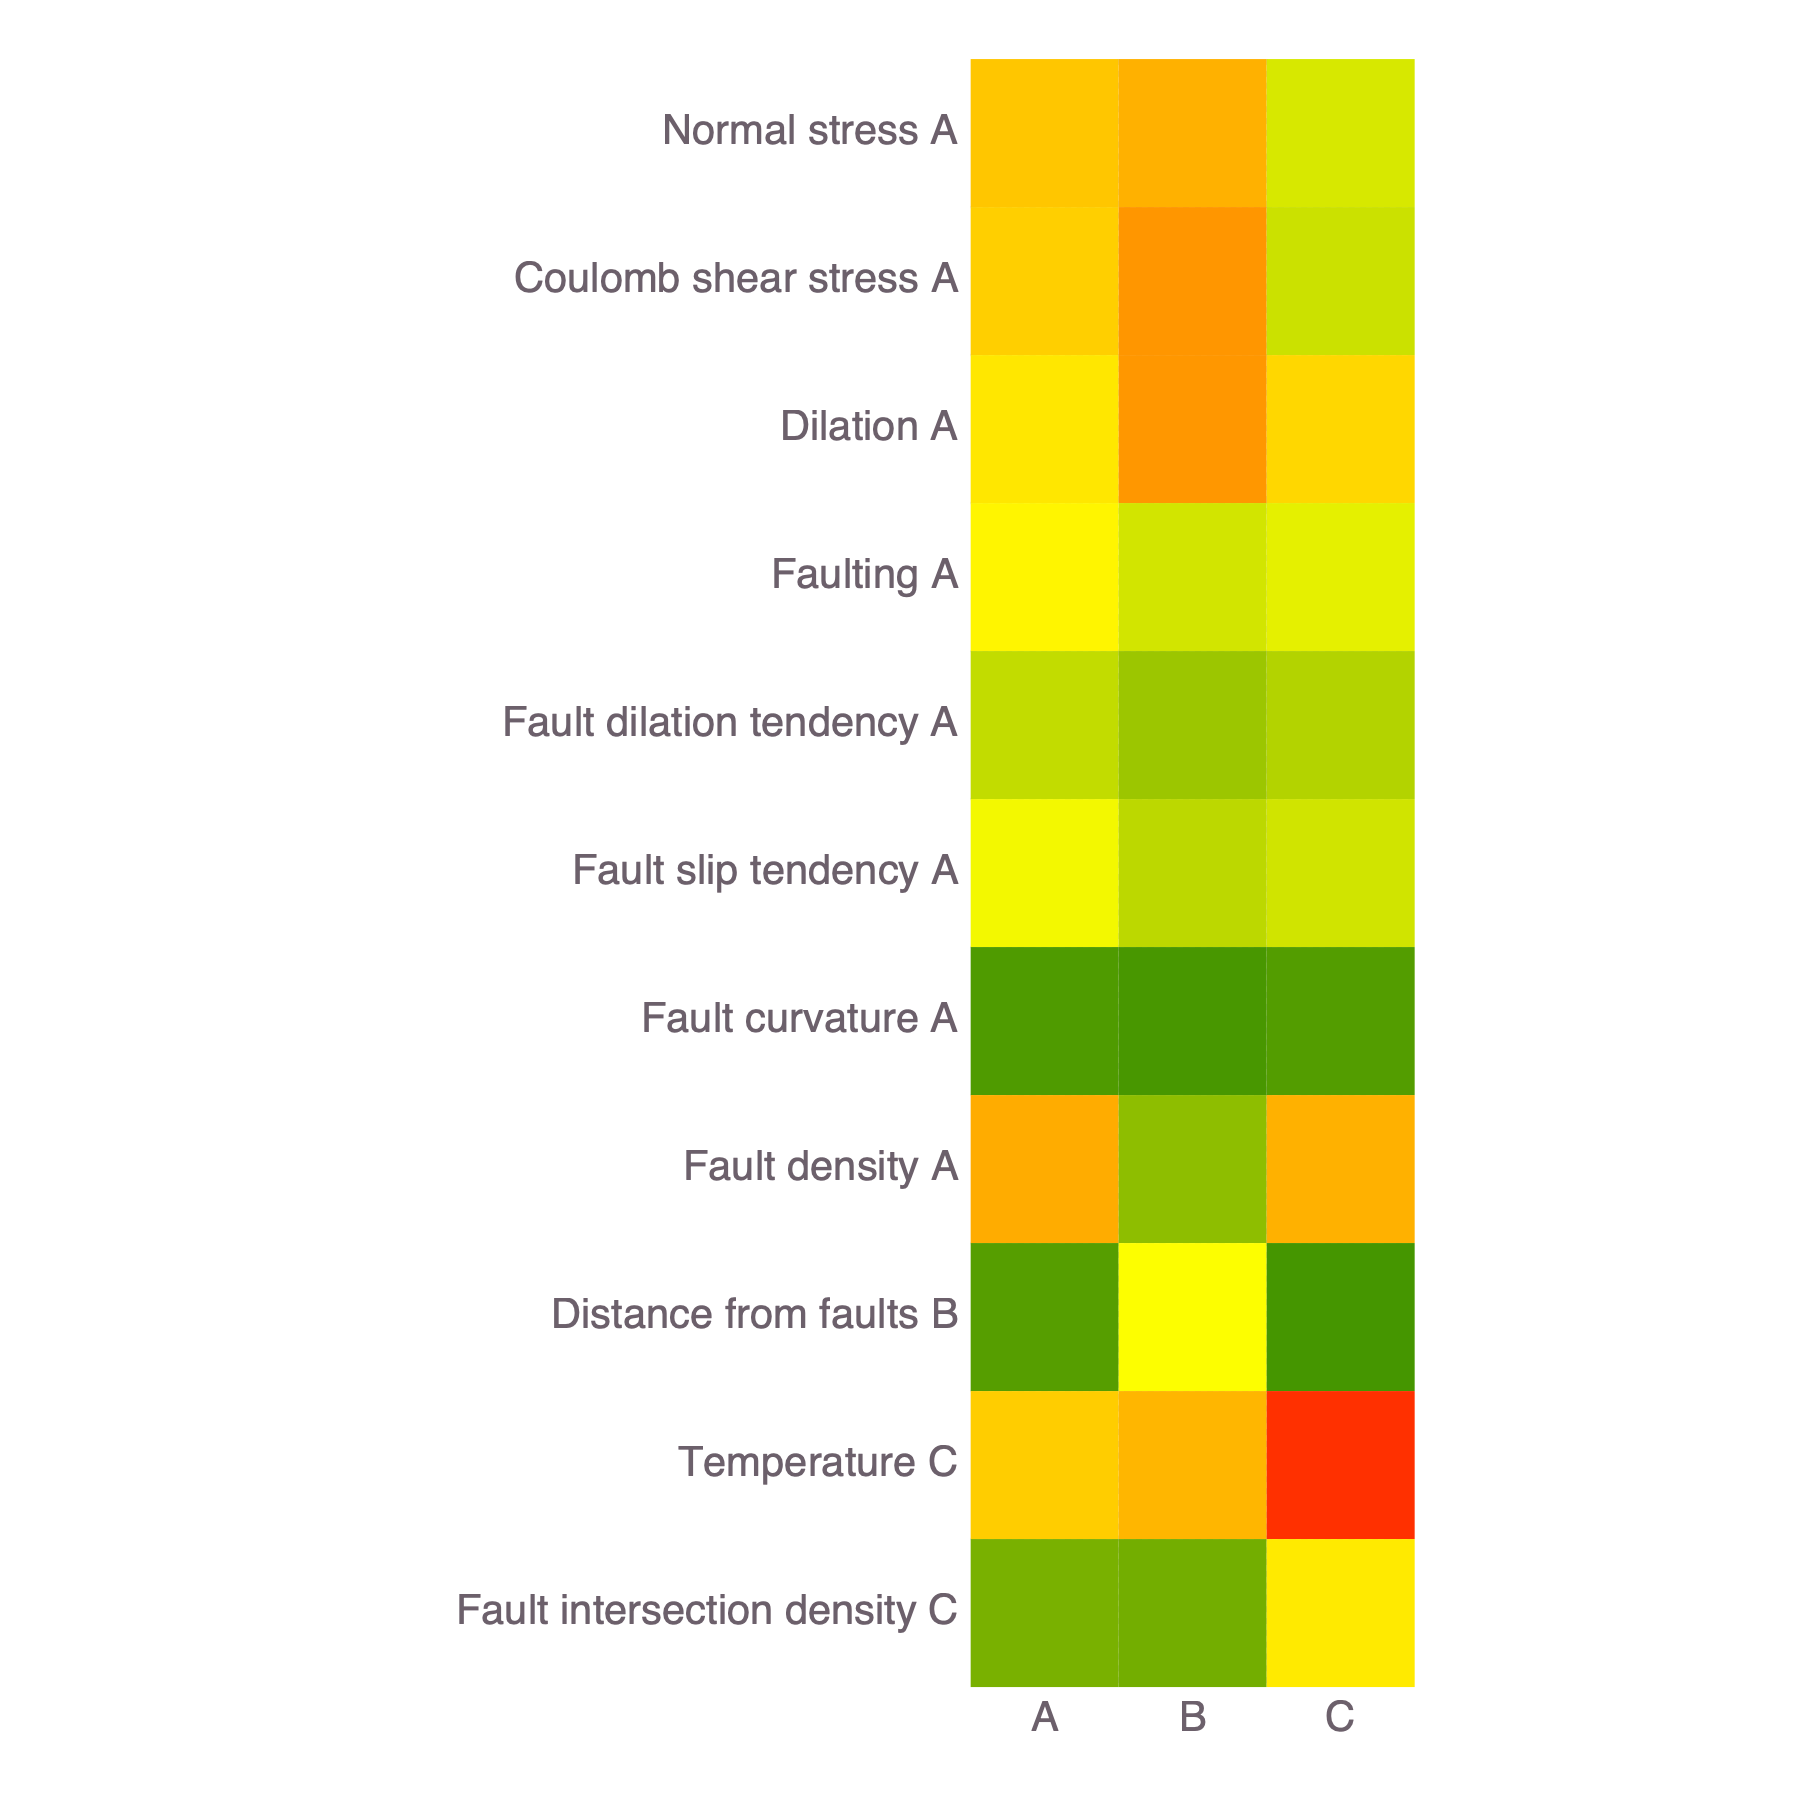 Normal stress A
Coulomb shear stress A
Dilation A
Faulting A
Fault dilation tendency A
Fault slip tendency A
Fault curvature A
Fault density A
Distance from faults B
Temperature C
Fault intersection density C
A B C